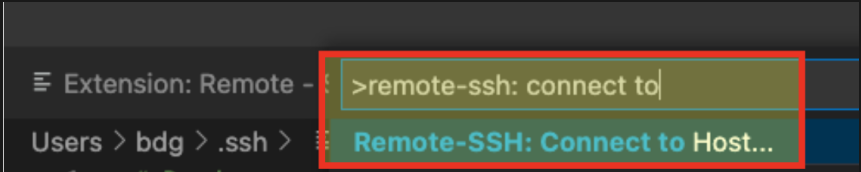 Extension: Remote - S
>remote-ssh: connect to
Users > bdg > .ssh >
Remote-SSH: Connect to Host...